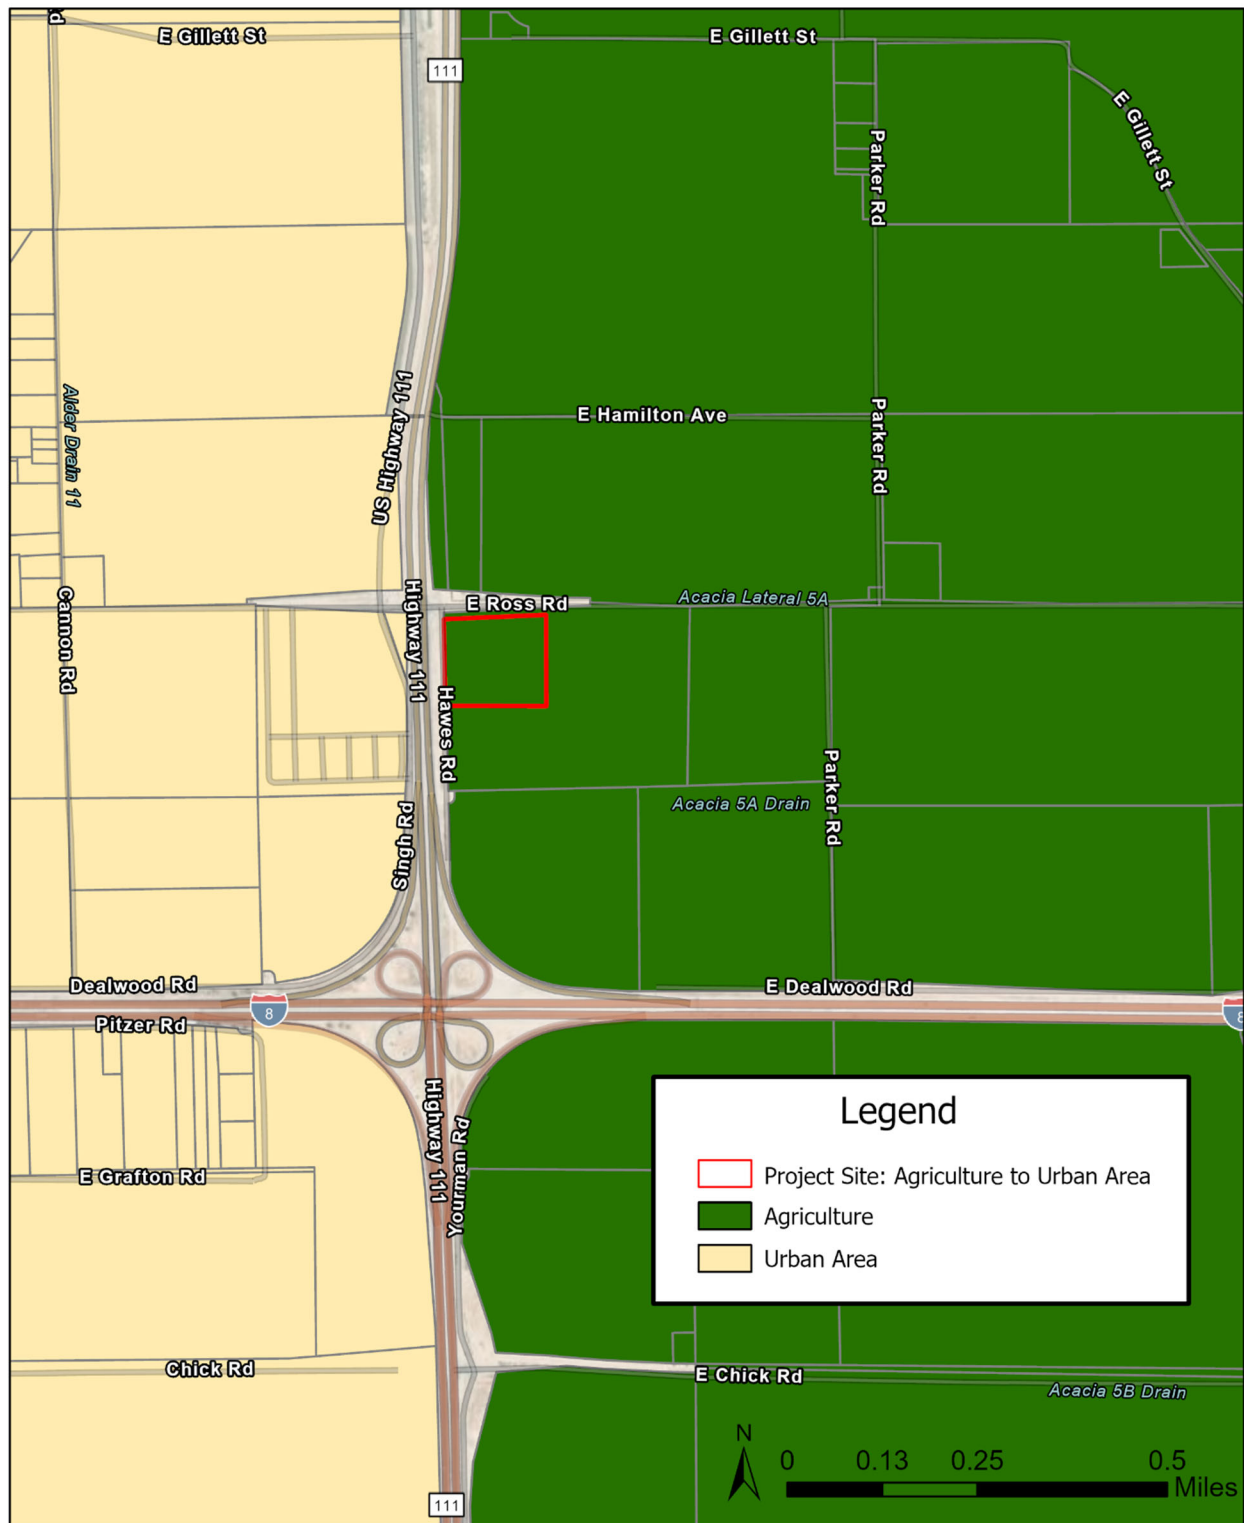 Rd
E Gillett St
E Gillett St
111
E Gillett St
Parker Rd
US Highway 111
E Hamilton Ave
Parker Rd
Alder Drain 11
Cannon Rd
Highway 111
E Ross Rd
Acacia Lateral 5A
Hawes Rd
Parker Rd
Acacia 5A Drain
Singh Rd
Dealwood Rd
E Dealwood Rd
8
8
Pitzer Rd
Highway 111
Yourman Rd
E Grafton Rd
Legend
Project Site: Agriculture to Urban Area
Agriculture
Urban Area
Chick Rd
E Chick Rd
Acacia 5B Drain
N
0 0.13 0.25 0.5
Miles
111